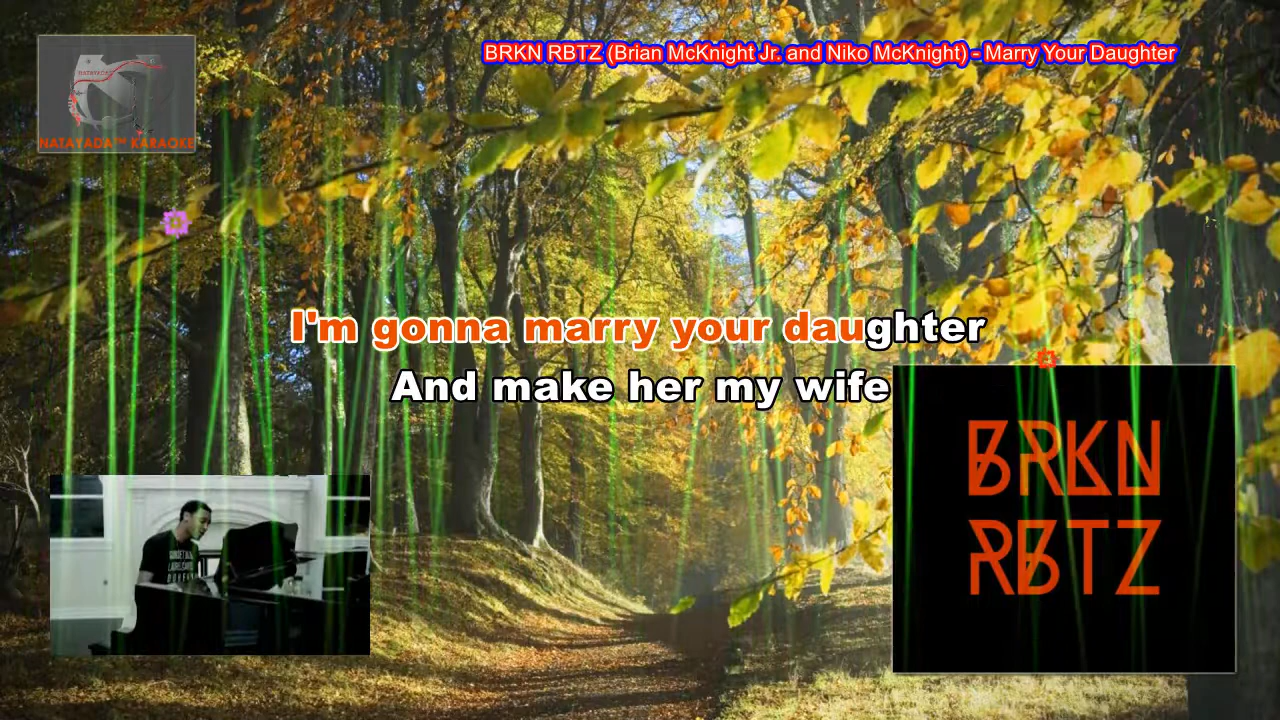 BRKN RBTZ (Brian McKnight Jr. and Niko McKnight) - Marry Your Daughter
NATAYADA™ KARAOKE
I'm gonna marry your daughter
And make her my wife
BRKN
RBTZ